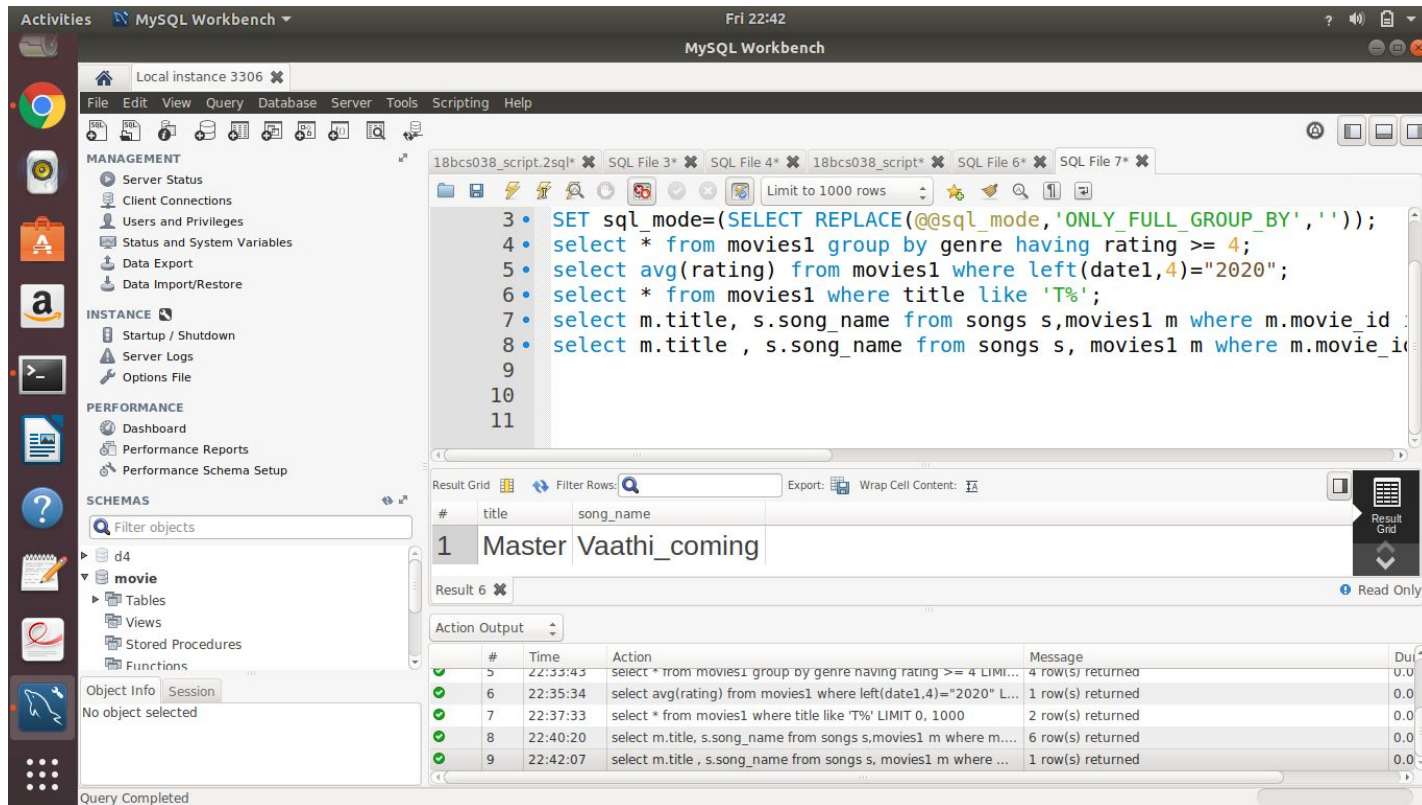 Activities MySQL Workbench Fri 22:42 ?
MySQL Workbench
Local instance 3306
File Edit View Query Database Server Tools Scripting Help
MANAGEMENT
Server Status
Client Connections
Users and Privileges
Status and System Variables
Data Export
Data Import/Restore
INSTANCE
Startup / Shutdown
Server Logs
Options File
PERFORMANCE
Dashboard
Performance Reports
Performance Schema Setup
SCHEMAS
Filter objects
d4
movie
Tables
Views
Stored Procedures
Functions
Object Info Session
No object selected
18bcs038_script.2sql* SQL File 3* SQL File 4* 18bcs038_script* SQL File 6* SQL File 7*
Limit to 1000 rows
3 SET sql_mode=(SELECT REPLACE(@@sql_mode,'ONLY_FULL_GROUP_BY',''));
4 select * from movies1 group by genre having rating >= 4;
5 select avg(rating) from movies1 where left(date1,4)="2020";
6 select * from movies1 where title like 'T%';
7 select m.title, s.song_name from songs s,movies1 m where m.movie_id
8 select m.title , s.song_name from songs s, movies1 m where m.movie_id
9
10
11
Result Grid Filter Rows: Export: Wrap Cell Content:
# title song_name
1 Master Vaathi_coming
Result Grid
Result 6 Read Only
Action Output
# Time Action Message
5 22:33:43 select * from movies1 group by genre having rating >= 4 LIMI... 4 row(s) returned 0.0
6 22:35:34 select avg(rating) from movies1 where left(date1,4)="2020" L... 1 row(s) returned 0.0
7 22:37:33 select * from movies1 where title like 'T%' LIMIT 0, 1000 2 row(s) returned 0.0
8 22:40:20 select m.title, s.song_name from songs s,movies1 m where m.... 6 row(s) returned 0.0
9 22:42:07 select m.title , s.song_name from songs s, movies1 m where ... 1 row(s) returned 0.0
Query Completed